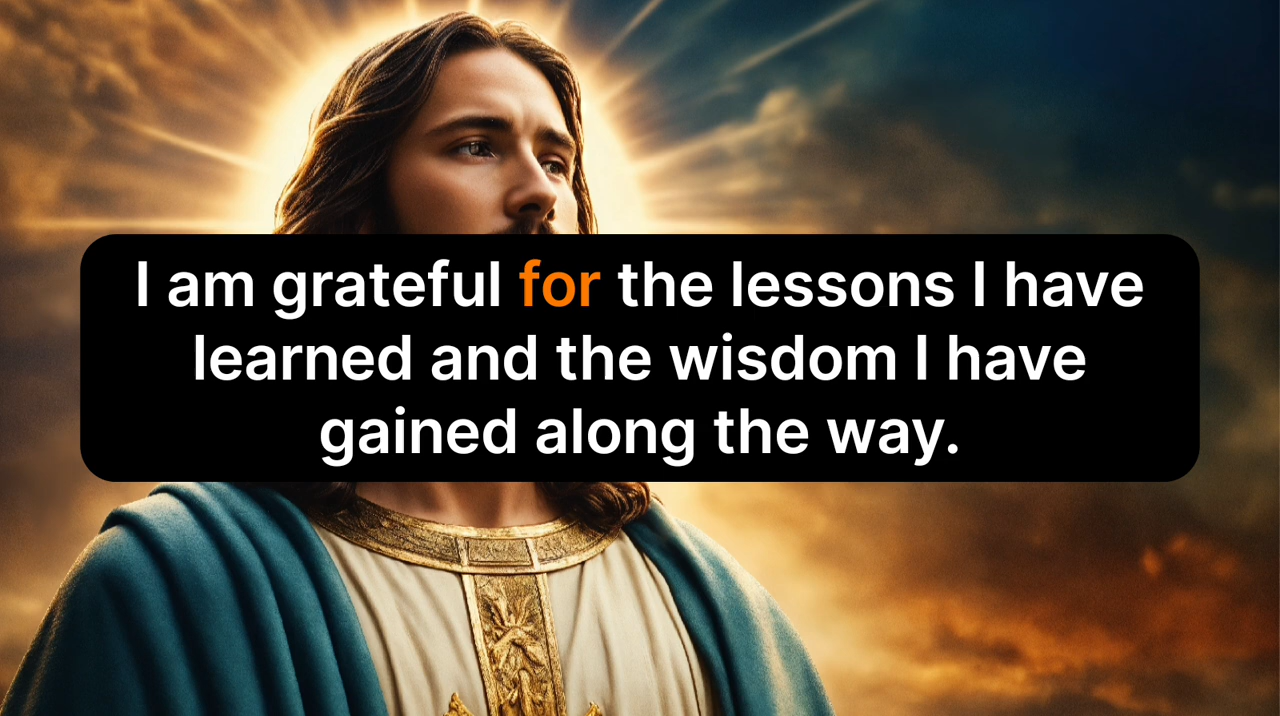 I am grateful for the lessons I have
learned and the wisdom I have
gained along the way.